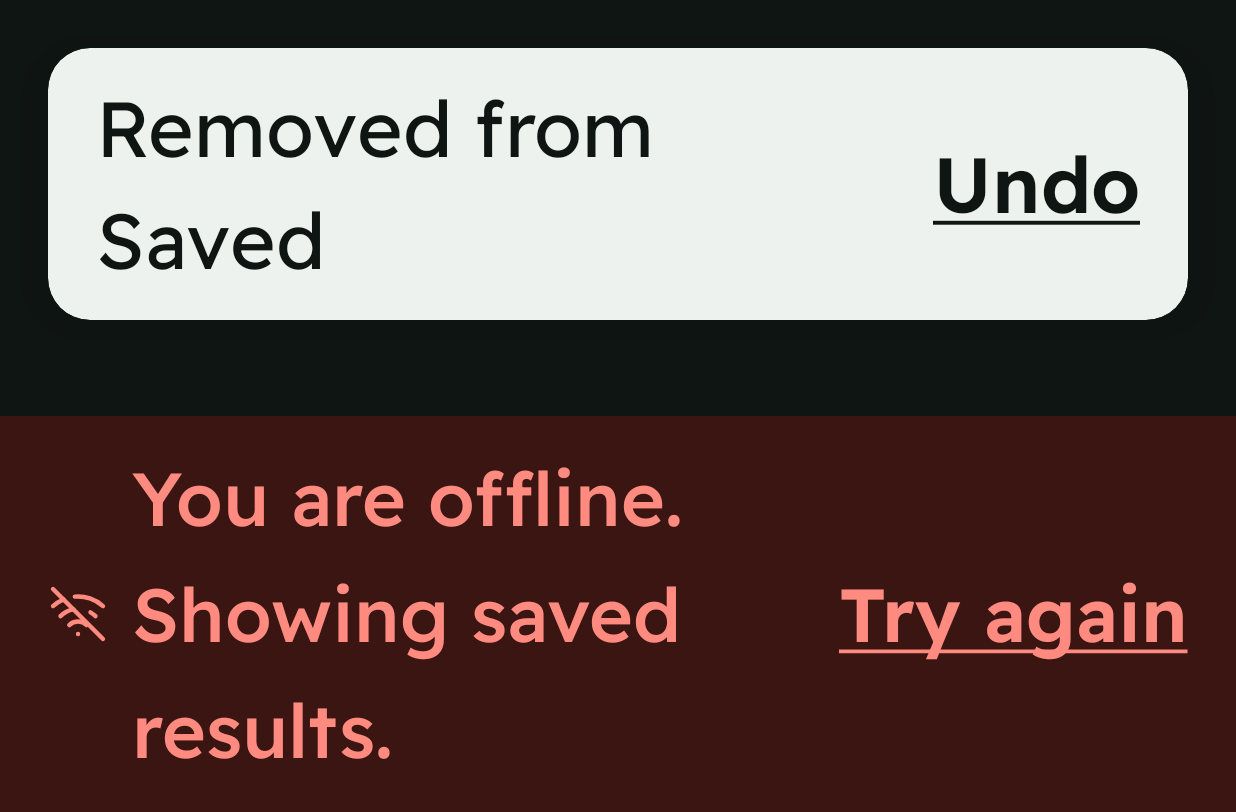 Removed from
Saved
Undo
You are offline.
Showing saved
results.
Try again